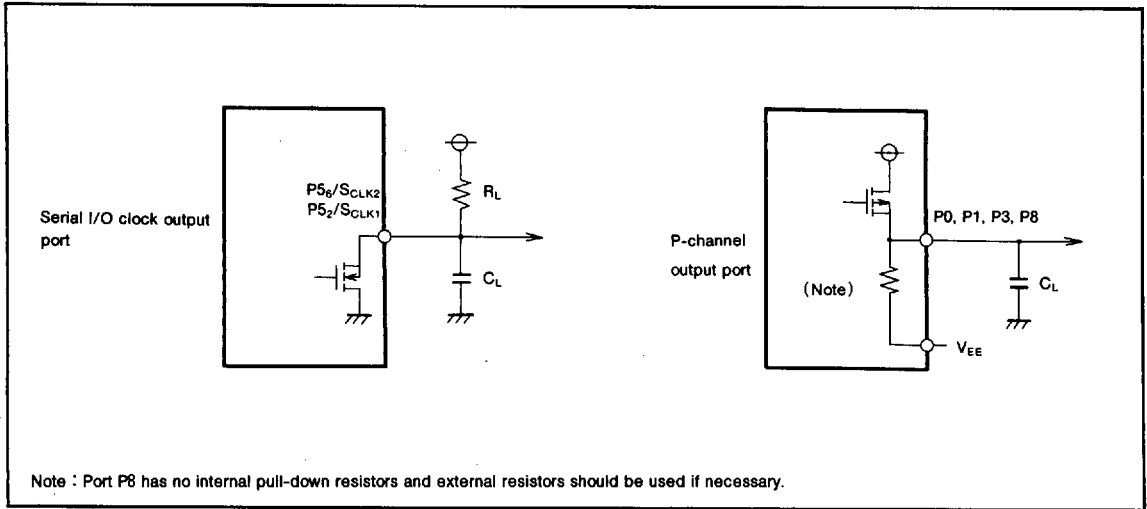 Serial I/O clock output
port
P5₆/S_CLK2
P5₂/S_CLK1
R_L
C_L
P-channel
output port
(Note)
P0, P1, P3, P8
C_L
V_EE
Note : Port P8 has no internal pull-down resistors and external resistors should be used if necessary.